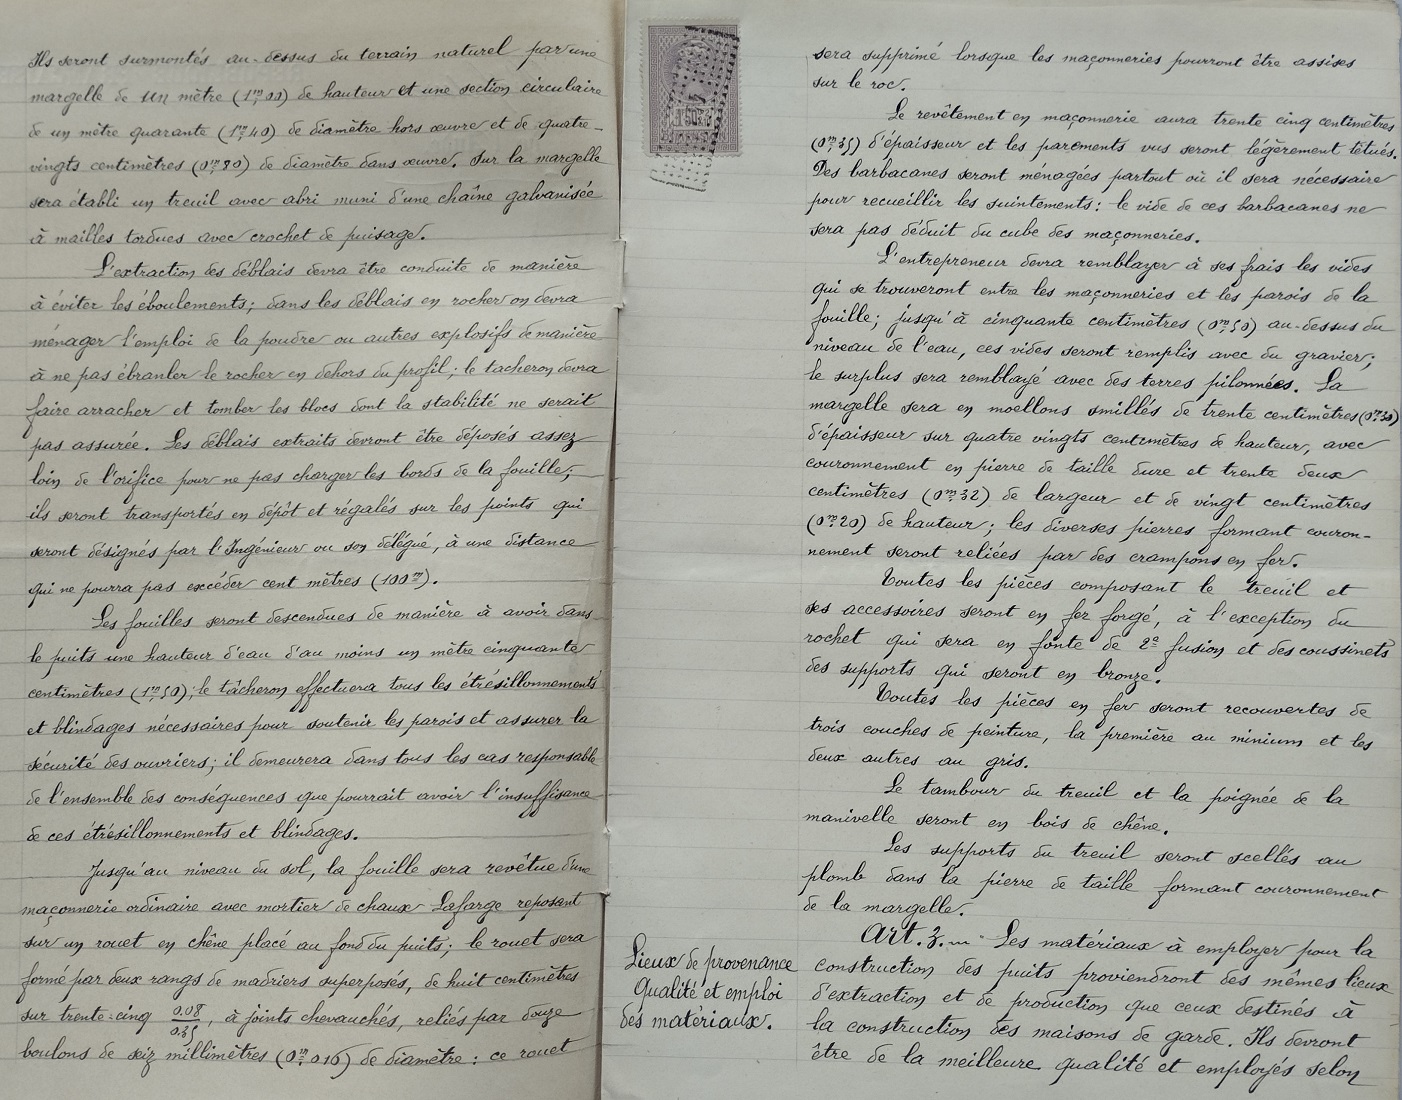 Ils seront surmontés au-dessus du terrain naturel par une
margelle de un mètre (1m,00) de hauteur et une section circulaire
de un mètre quarante (1m,40) de diamètre hors œuvre et de quatre-
vingts centimètres (0m,80) de diamètre dans œuvre. Sur la margelle
sera établi un treuil avec abri muni d'une chaîne galvanisée
à mailles tordues avec crochet de puisage.
L'extraction des déblais devra être conduite de manière
à éviter les éboulements; dans les déblais en rocher on devra
ménager l'emploi de la poudre ou autres explosifs de manière
à ne pas ébranler le rocher en dehors du profil; le tacheron devra
faire arracher et tomber les blocs dont la stabilité ne serait
pas assurée. Les déblais extraits devront être déposés assez
loin de l'orifice pour ne pas charger les bords de la fouille;
ils seront transportés en dépôt et régalés sur les points qui
seront désignés par l'Ingénieur ou son délégué, à une distance
qui ne pourra pas excéder cent mètres (100m).
Les fouilles seront descendues de manière à avoir dans
le puits une hauteur d'eau d'au moins un mètre cinquante
centimètres (1m,50); le tâcheron effectuera tous les étrésillonnements
et blindages nécessaires pour soutenir les parois et assurer la
sécurité des ouvriers; il demeurera dans tous les cas responsable
de l'ensemble des conséquences que pourrait avoir l'insuffisance
de ces étrésillonnements et blindages.
Jusqu'au niveau du sol, la fouille sera revêtue d'une
maçonnerie ordinaire avec mortier de chaux Lafarge reposant
sur un rouet en chêne placé au fond du puits; le rouet sera
formé par deux rangs de madriers superposés, de huit centimètres
sur trente-cinq 0.08/0.35, à joints chevauchés, reliés par douze
boulons de seize millimètres (0m,016) de diamètre: ce rouet
sera supprimé lorsque les maçonneries pourront être assises
sur le roc.
Le revêtement en maçonnerie aura trente cinq centimètres
(0m,35) d'épaisseur et les parements vus seront légèrement têtués.
Des barbacanes seront ménagées partout où il sera nécessaire
pour recueillir les suintements: le vide de ces barbacanes ne
sera pas déduit du cube des maçonneries.
L'entrepreneur devra remblayer à ses frais les vides
qui se trouveront entre les maçonneries et les parois de la
fouille; jusqu'à cinquante centimètres (0m,50) au-dessus du
niveau de l'eau, ces vides seront remplis avec du gravier;
le surplus sera remblayé avec des terres pilonnées. La
margelle sera en moellons smillés de trente centimètres (0m,30)
d'épaisseur sur quatre vingts centimètres de hauteur, avec
couronnement en pierre de taille dure et trente deux
centimètres (0m,32) de largeur et de vingt centimètres
(0m,20) de hauteur; les diverses pierres formant couron-
nement seront reliées par des crampons en fer.
Toutes les pièces composant le treuil et
ses accessoires seront en fer forgé, à l'exception du
rochet qui sera en fonte de 2e fusion et des coussinets
des supports qui seront en bronze.
Toutes les pièces en fer seront recouvertes de
trois couches de peinture, la première au minium et les
deux autres au gris.
Le tambour du treuil et la poignée de la
manivelle seront en bois de chêne.
Les supports du treuil seront scellés au
plomb dans la pierre de taille formant couronnement
de la margelle.
Lieux de provenance
Qualité et emploi
des matériaux.
Art. 3. — Les matériaux à employer pour la
construction des puits proviendront des mêmes lieux
d'extraction et de production que ceux destinés à
la construction des maisons de garde. Ils devront
être de la meilleure qualité et employés selon